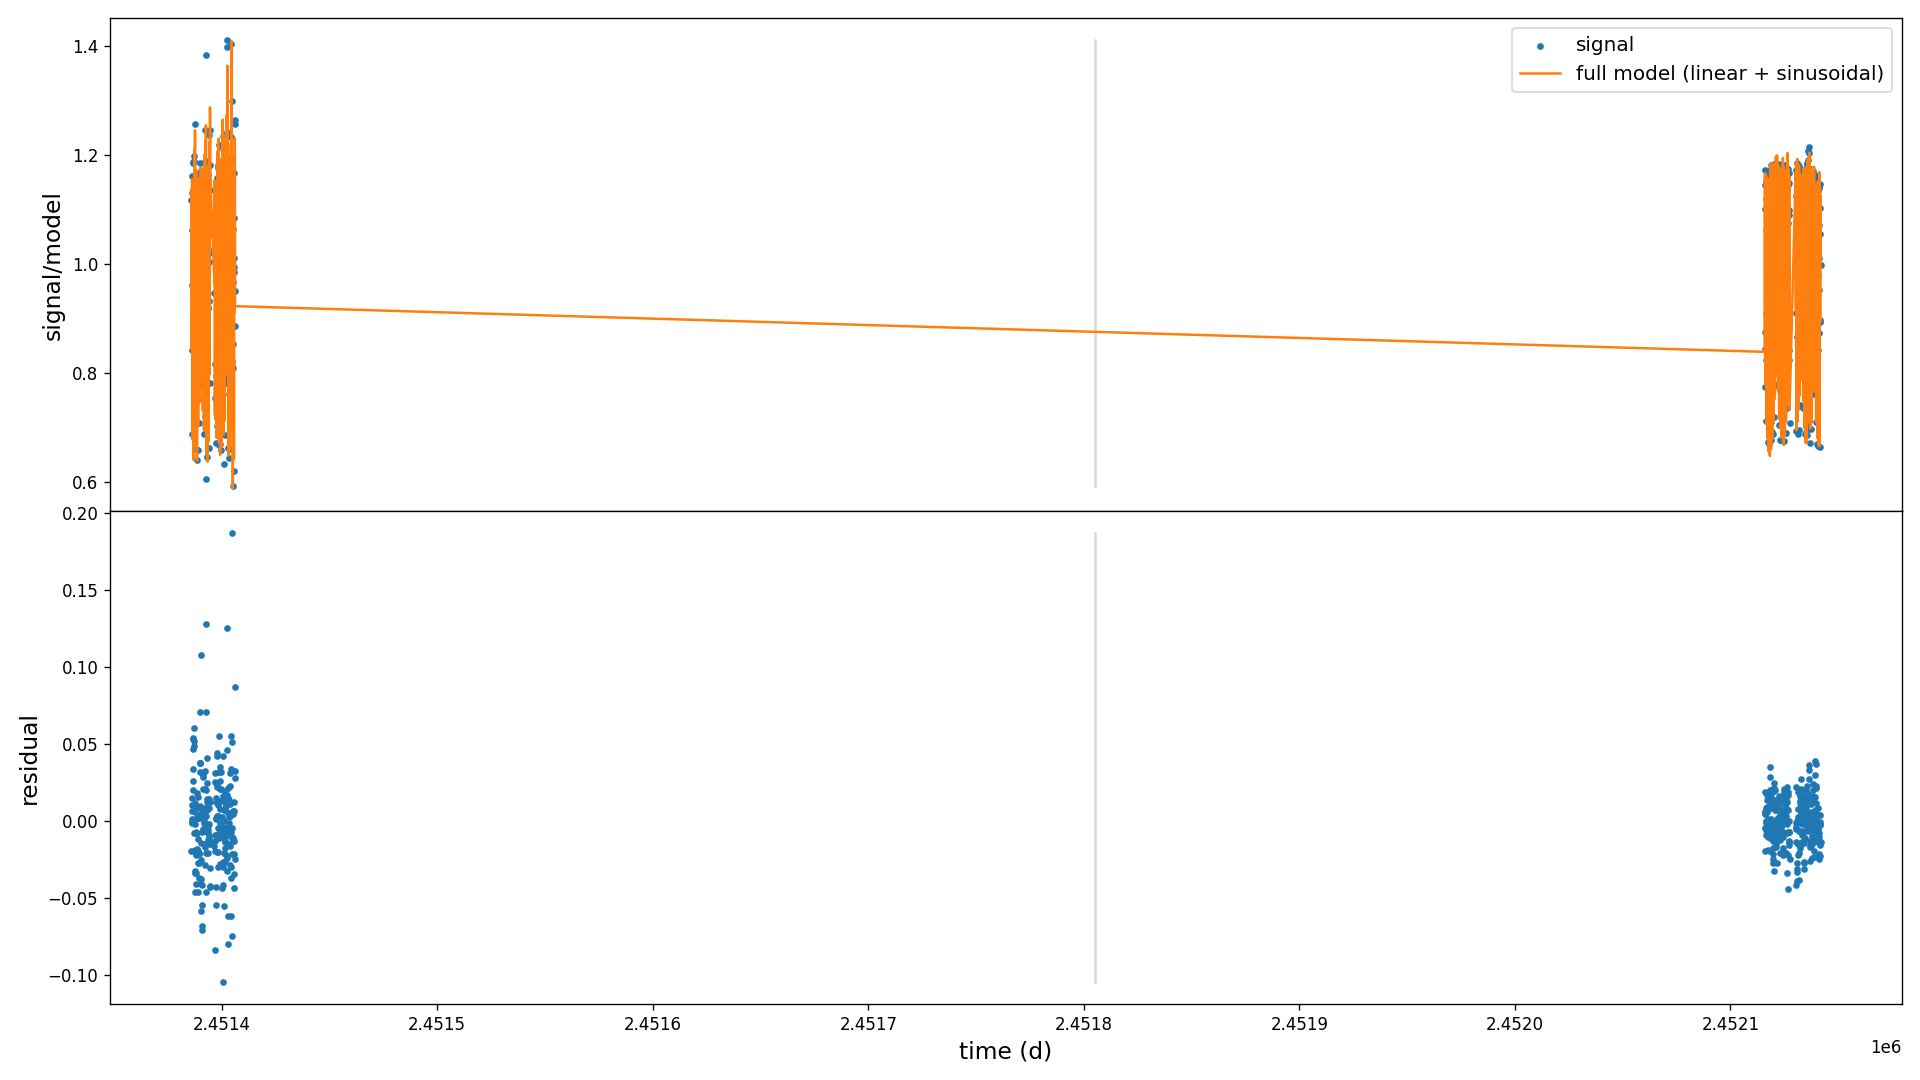 1.4
1.2
1.0
0.8
0.6
signal/model
signal
full model (linear + sinusoidal)
0.20
0.15
0.10
0.05
0.00
−0.05
−0.10
residual
2.4514 2.4515 2.4516 2.4517 2.4518 2.4519 2.4520 2.4521
1e6
time (d)